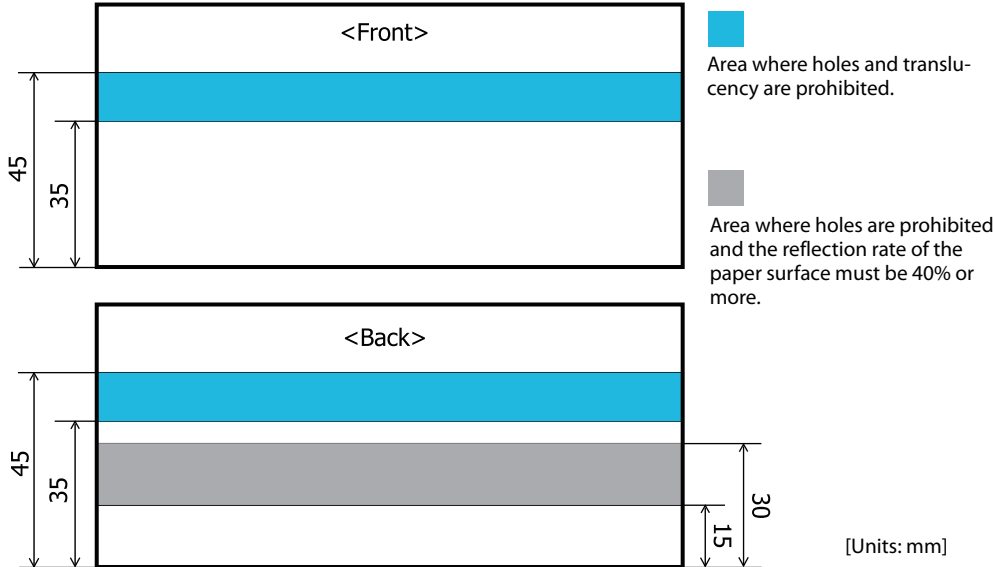 <Front>
45
35
Area where holes and translu-
cency are prohibited.
Area where holes are prohibited
and the reflection rate of the
paper surface must be 40% or
more.
<Back>
45
35
15
30
[Units: mm]